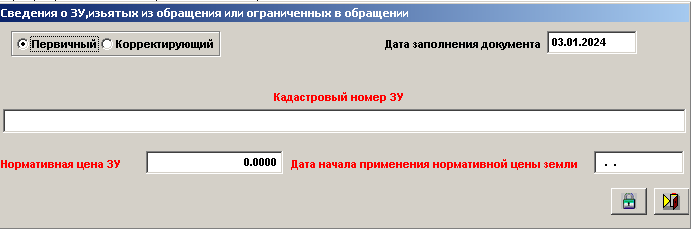 Сведения о ЗУ,изьятых из обращения или ограниченных в обращении
Первичный Корректирующий Дата заполнения документа 03.01.2024
Кадастровый номер ЗУ
Нормативная цена ЗУ 0.0000 Дата начала применения нормативной цены земли . .